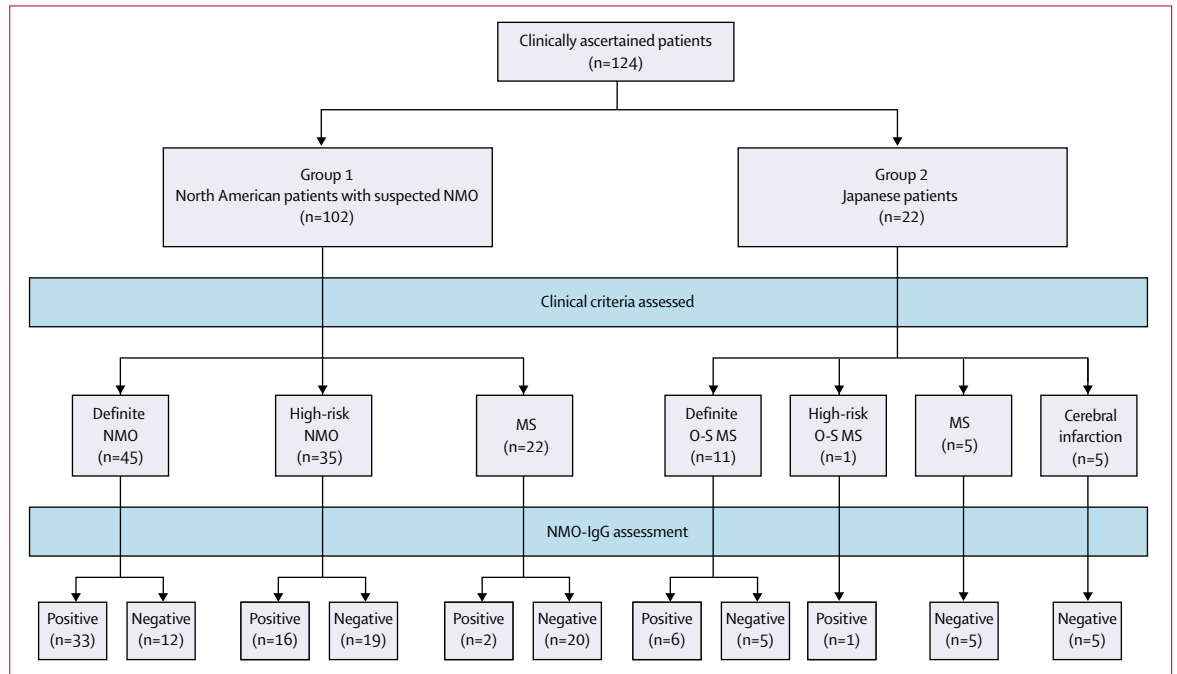 Clinically ascertained patients
(n=124)
Group 1
North American patients with suspected NMO
(n=102)
Group 2
Japanese patients
(n=22)
Clinical criteria assessed
Definite
NMO
(n=45)
High-risk
NMO
(n=35)
MS
(n=22)
Definite
O-S MS
(n=11)
High-risk
O-S MS
(n=1)
MS
(n=5)
Cerebral
infarction
(n=5)
NMO-IgG assessment
Positive
(n=33)
Negative
(n=12)
Positive
(n=16)
Negative
(n=19)
Positive
(n=2)
Negative
(n=20)
Positive
(n=6)
Negative
(n=5)
Positive
(n=1)
Negative
(n=5)
Negative
(n=5)